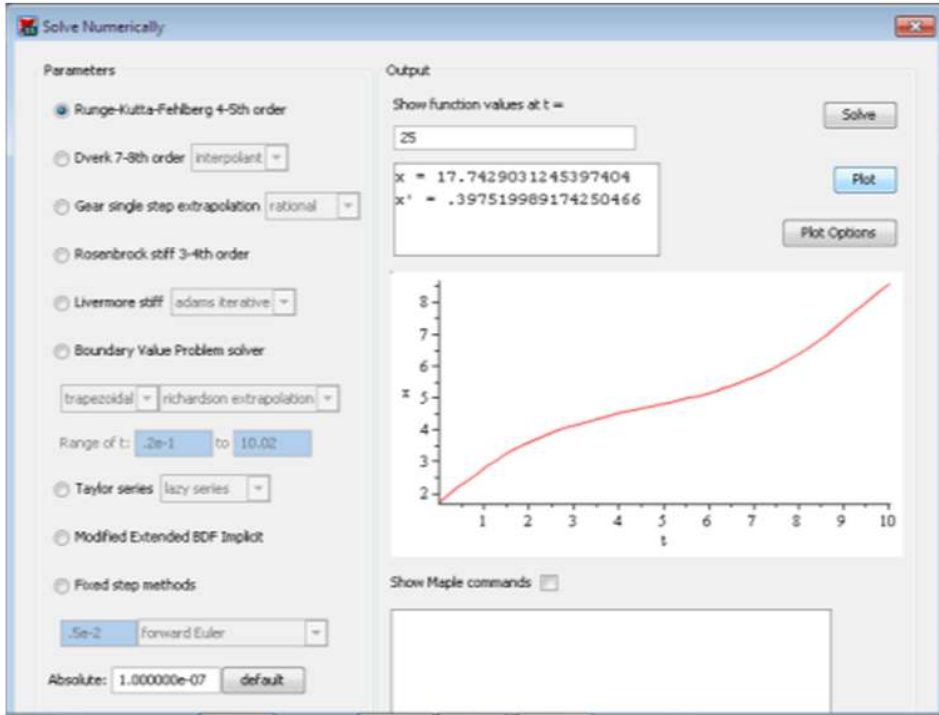 Solve Numerically
Parameters
Runge-Kutta-Fehlberg 4-5th order
Dverk 7-8th order interpolant
Gear single step extrapolation rational
Rosenbrock stiff 3-4th order
Livermore stiff adams iterative
Boundary Value Problem solver
trapezoidal richardson extrapolation
Range of t: .2e-1 to 10.02
Taylor series lazy series
Modified Extended BDF Implicit
Fixed step methods
.5e-2 forward Euler
Absolute: 1.000000e-07 default
Output
Show function values at t =
Solve
25
x = 17.7429031245397404
x' = .397519989174250466
Plot
Plot Options
8
7
6
x 5
4
3
2
1 2 3 4 5 6 7 8 9 10
t
Show Maple commands